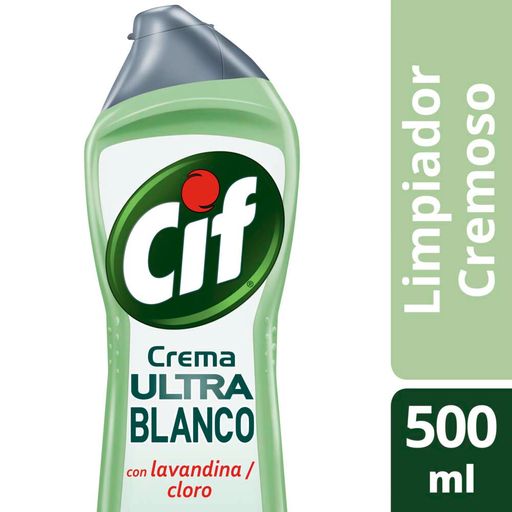 Cif
Crema
ULTRA
BLANCO
con lavandina /
cloro
Limpiador
Cremoso
500
ml